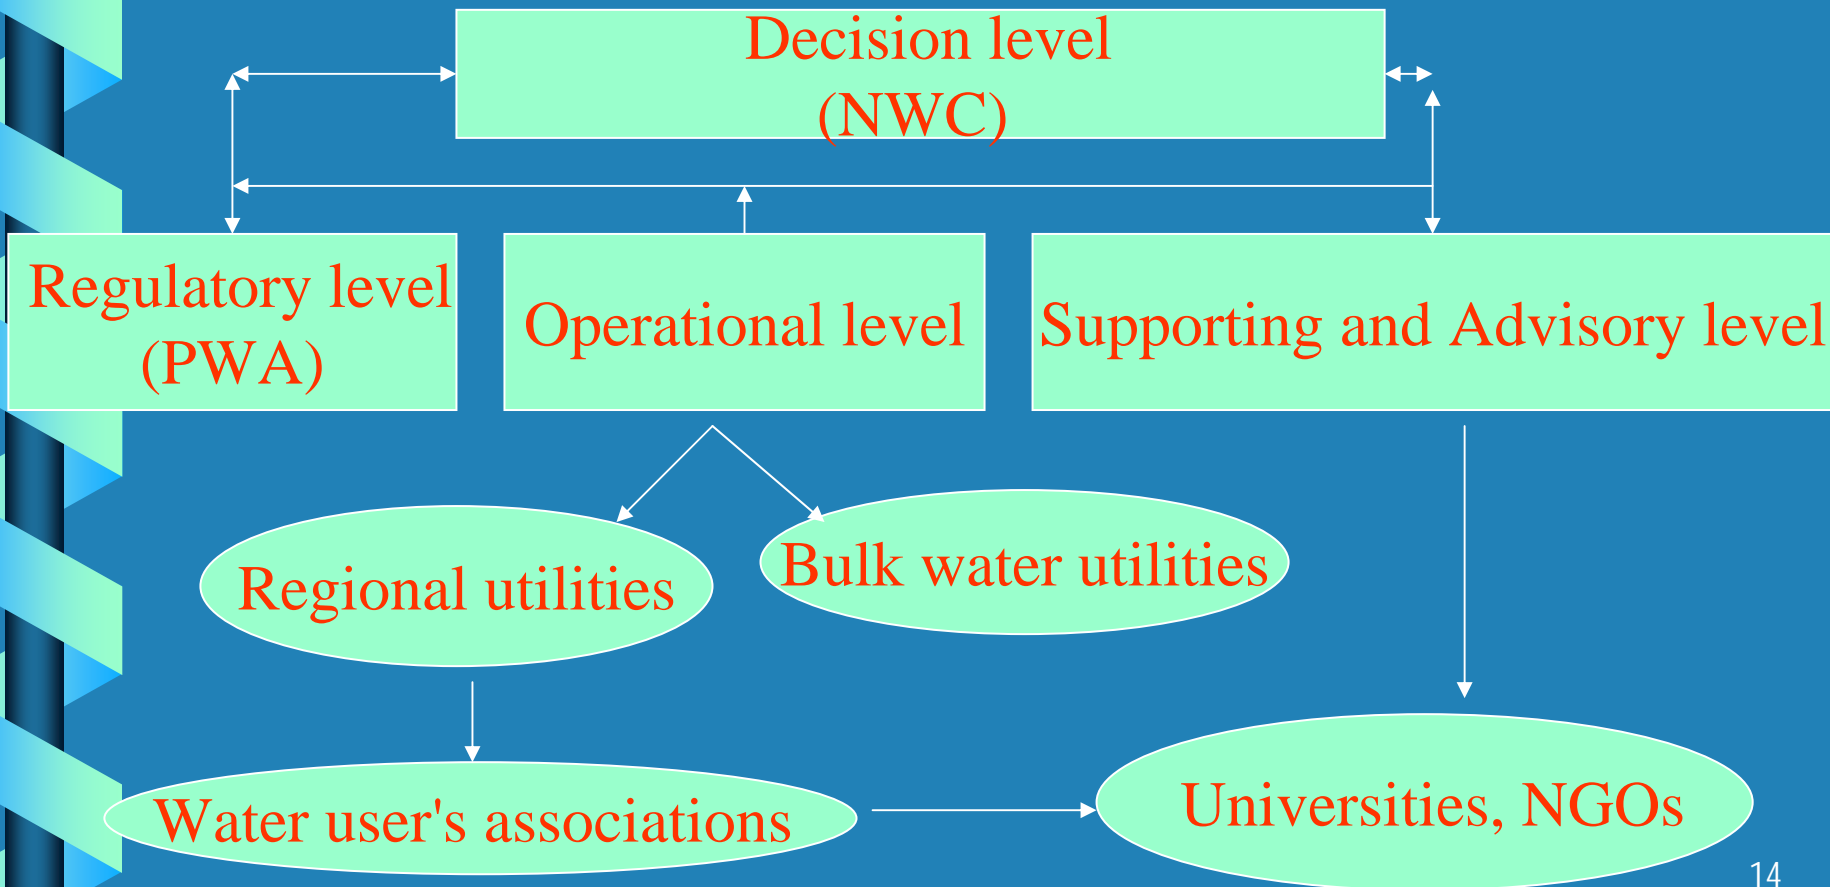 Decision level
(NWC)
Regulatory level
(PWA)
Operational level
Supporting and Advisory level
Regional utilities
Bulk water utilities
Water user's associations
Universities, NGOs
14